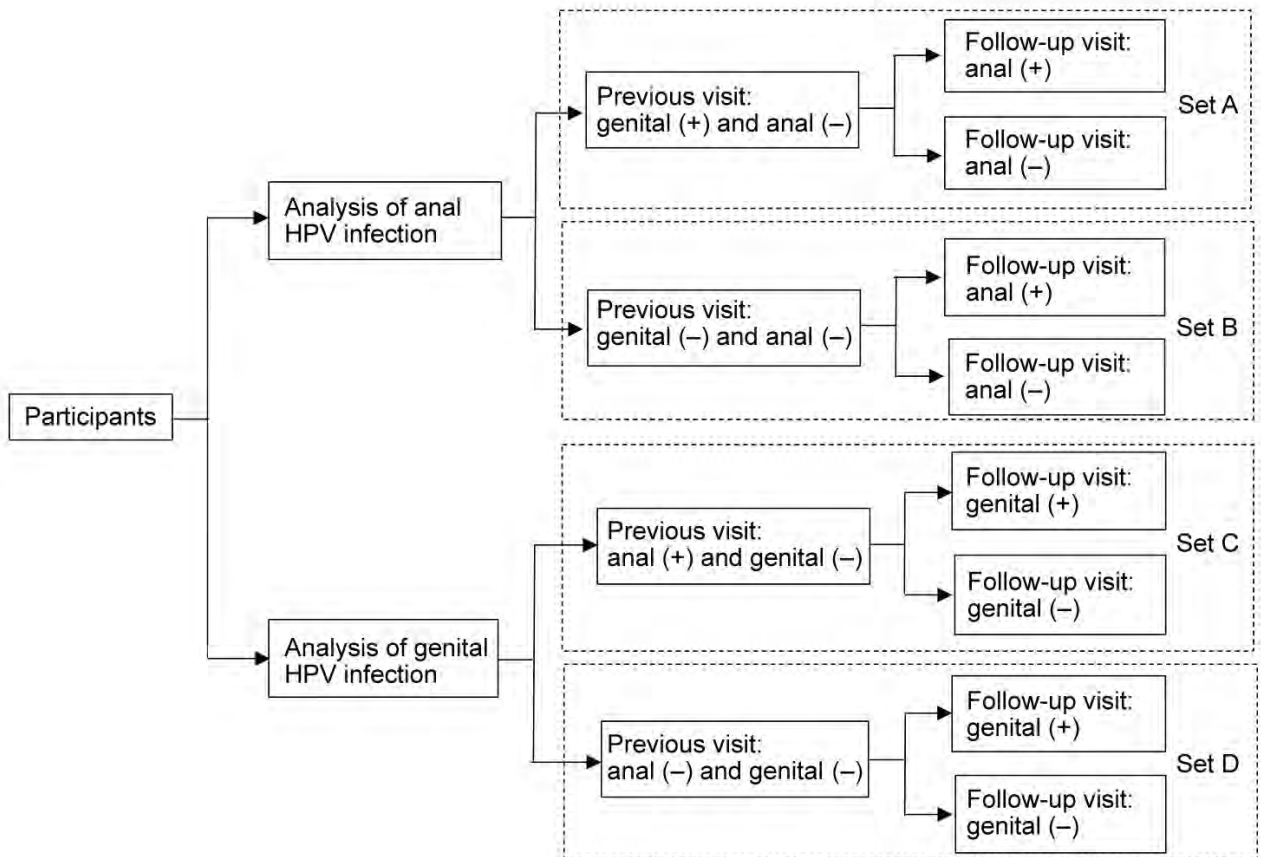 Participants
Analysis of anal
HPV infection
Previous visit:
genital (+) and anal (–)
Follow-up visit:
anal (+)
Follow-up visit:
anal (–)
Set A
Previous visit:
genital (–) and anal (–)
Follow-up visit:
anal (+)
Follow-up visit:
anal (–)
Set B
Analysis of genital
HPV infection
Previous visit:
anal (+) and genital (–)
Follow-up visit:
genital (+)
Follow-up visit:
genital (–)
Set C
Previous visit:
anal (–) and genital (–)
Follow-up visit:
genital (+)
Follow-up visit:
genital (–)
Set D